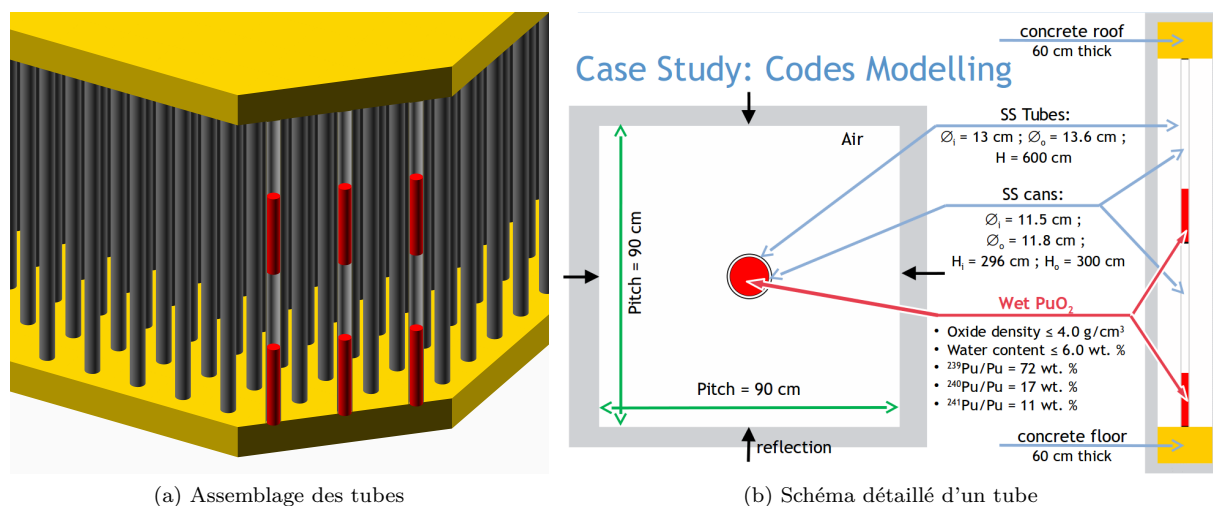 concrete roof
60 cm thick
Case Study: Codes Modelling
SS Tubes:
Air
∅i = 13 cm ; ∅o = 13.6 cm ;
H = 600 cm
SS cans:
∅i = 11.5 cm ;
∅o = 11.8 cm ;
Hi = 296 cm ; Ho = 300 cm
Pitch = 90 cm
Wet PuO2
• Oxide density ≤ 4.0 g/cm³
• Water content ≤ 6.0 wt. %
• ²³⁹Pu/Pu = 72 wt. %
• ²⁴⁰Pu/Pu = 17 wt. %
• ²⁴¹Pu/Pu = 11 wt. %
Pitch = 90 cm
concrete floor
60 cm thick
reflection
(a) Assemblage des tubes
(b) Schéma détaillé d'un tube